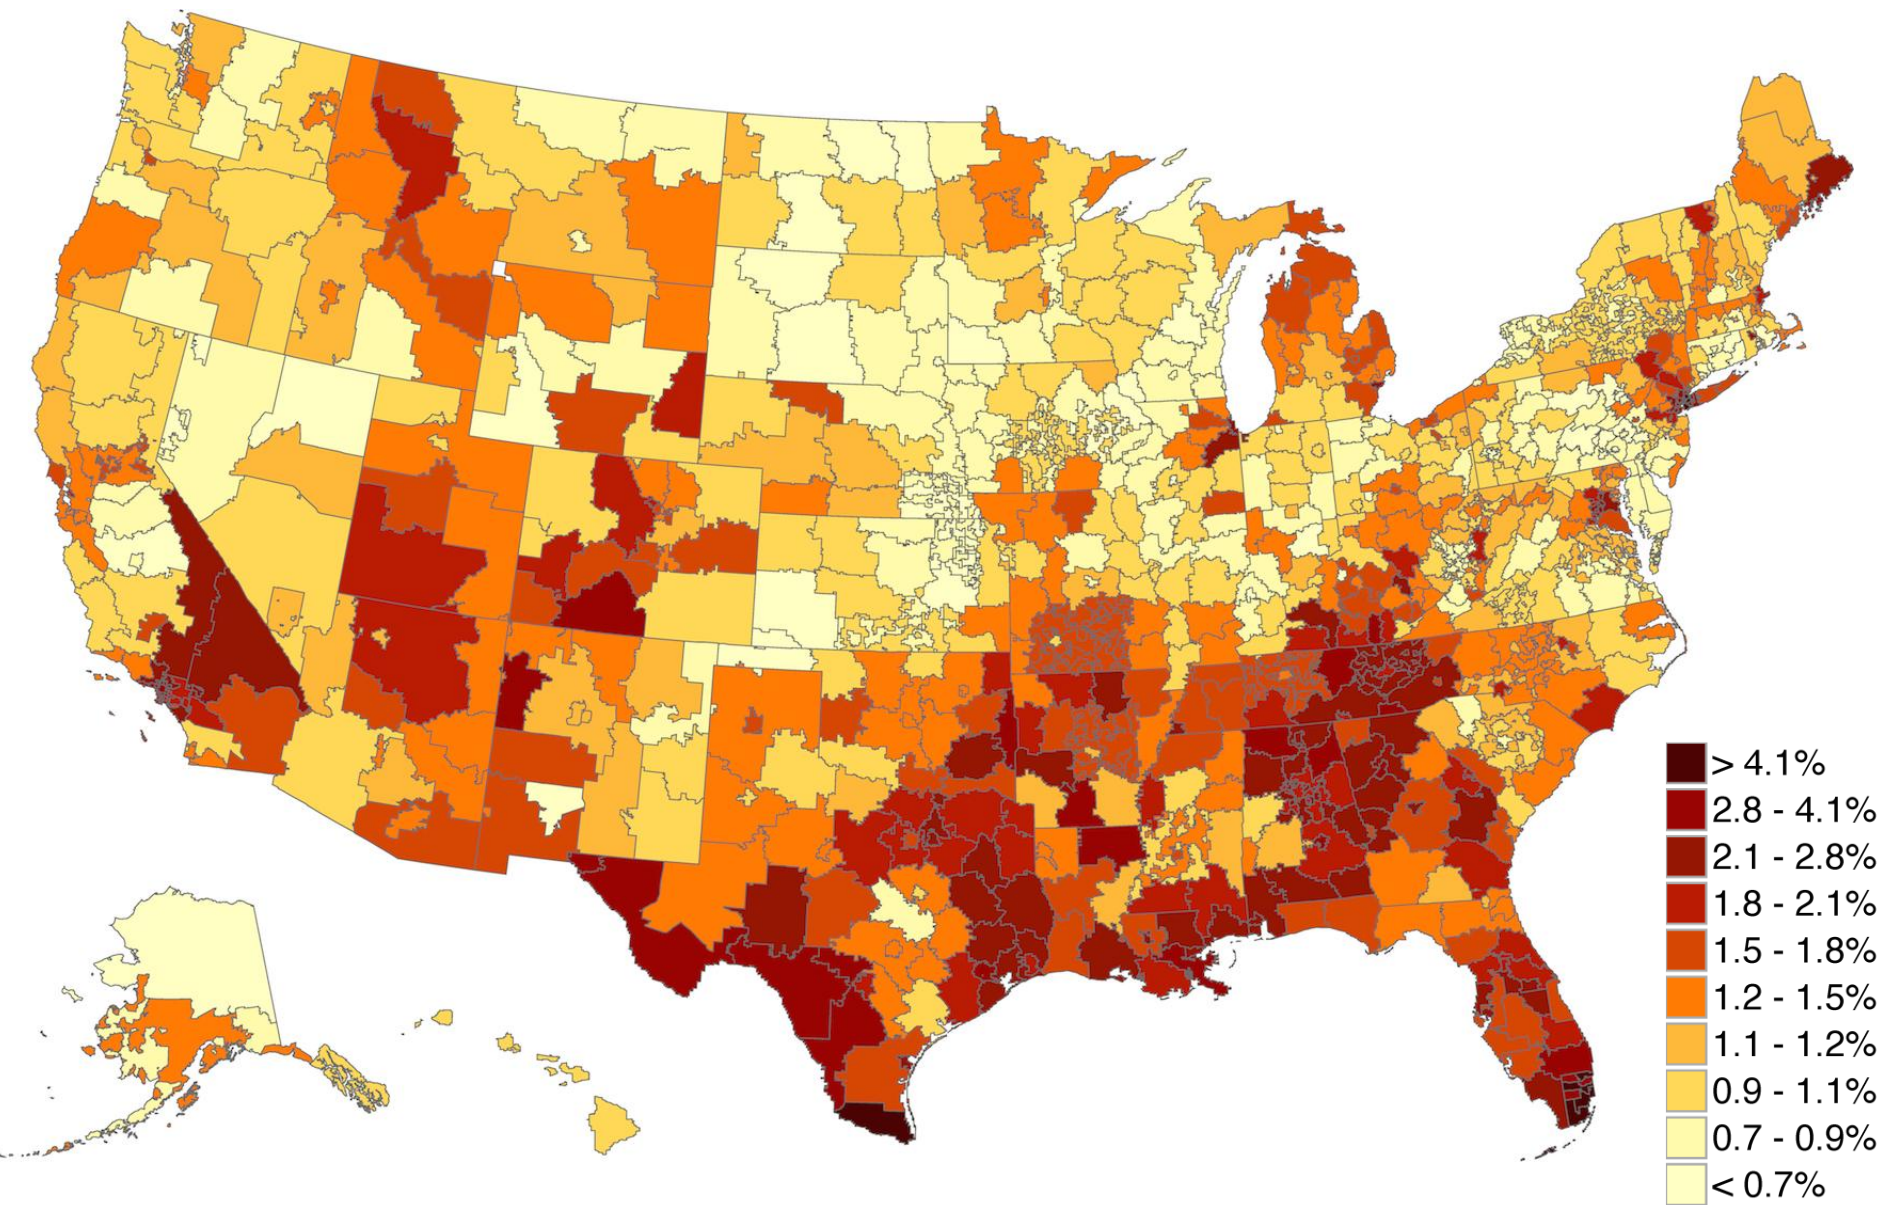 > 4.1%
2.8 - 4.1%
2.1 - 2.8%
1.8 - 2.1%
1.5 - 1.8%
1.2 - 1.5%
1.1 - 1.2%
0.9 - 1.1%
0.7 - 0.9%
< 0.7%